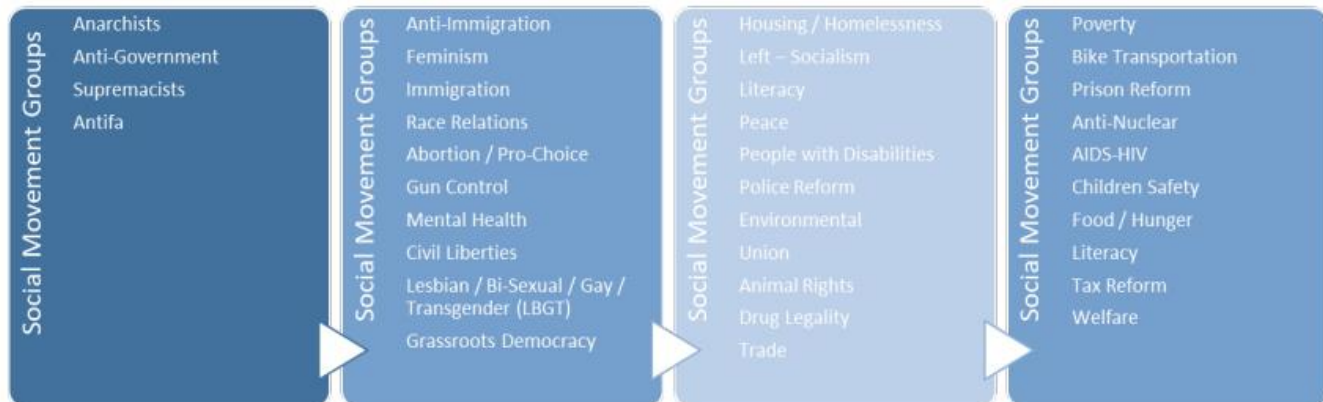 Social Movement Groups
Anarchists
Anti-Government
Supremacists
Antifa
Social Movement Groups
Anti-Immigration
Feminism
Immigration
Race Relations
Abortion / Pro-Choice
Gun Control
Mental Health
Civil Liberties
Lesbian / Bi-Sexual / Gay /
Transgender (LBGT)
Grassroots Democracy
Social Movement Groups
Housing / Homelessness
Left – Socialism
Literacy
Peace
People with Disabilities
Police Reform
Environmental
Union
Animal Rights
Drug Legality
Trade
Social Movement Groups
Poverty
Bike Transportation
Prison Reform
Anti-Nuclear
AIDS-HIV
Children Safety
Food / Hunger
Literacy
Tax Reform
Welfare